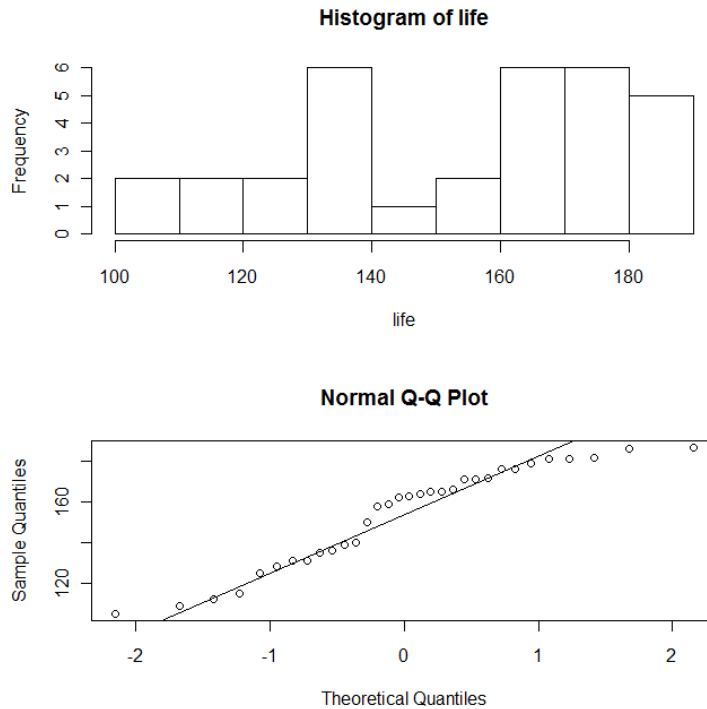 Histogram of life
Frequency
6
5
4
3
2
1
0
100 120 140 160 180
life
Normal Q-Q Plot
Sample Quantiles
160
120
-2 -1 0 1 2
Theoretical Quantiles